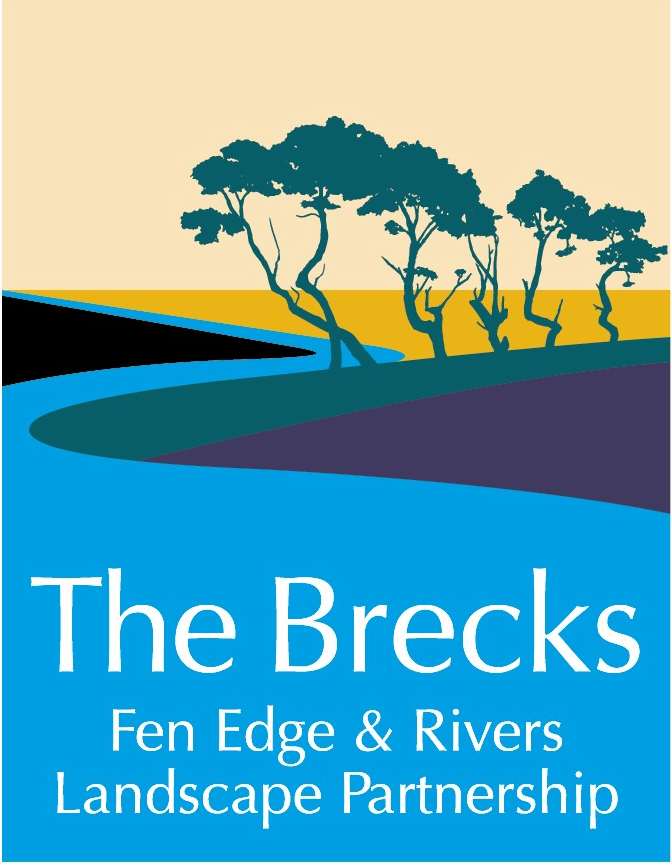 The Brecks
Fen Edge & Rivers
Landscape Partnership